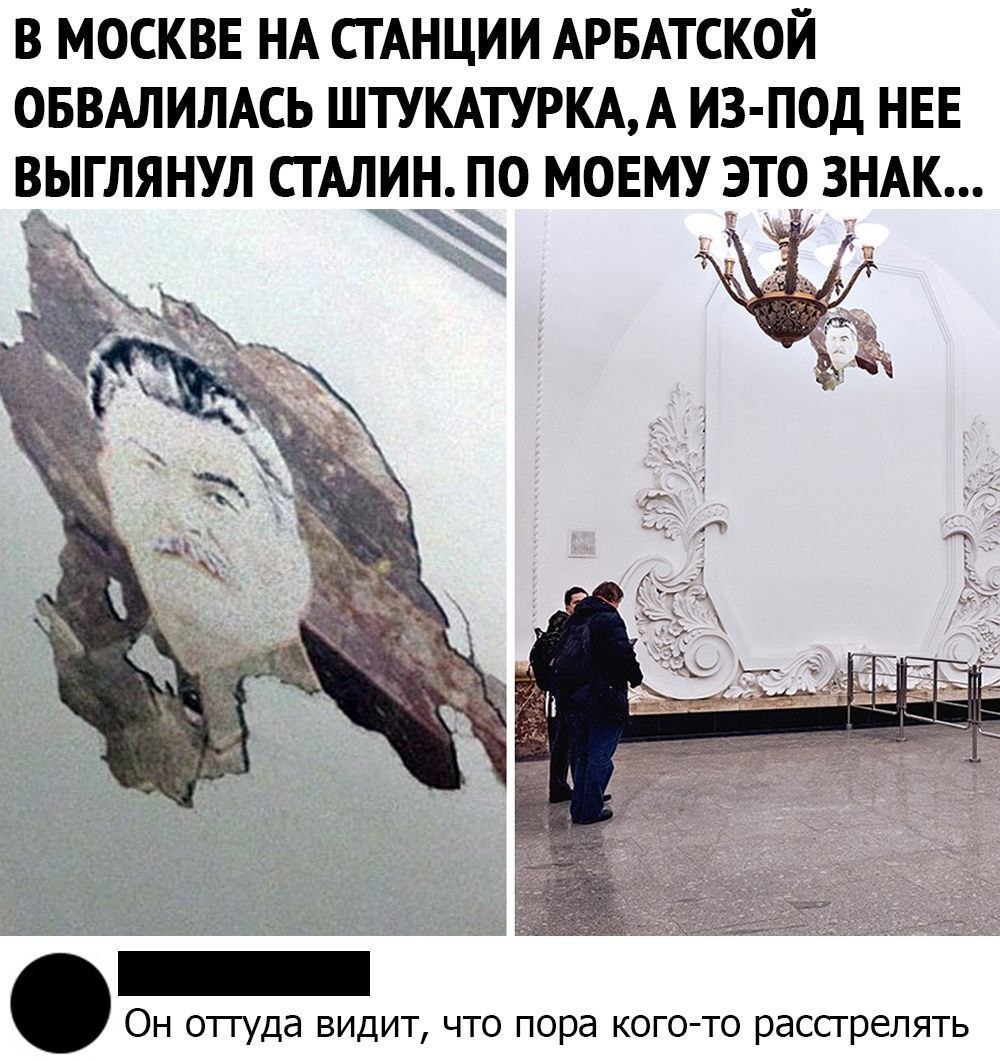 В МОСКВЕ НА СТАНЦИИ АРБАТСКОЙ
ОБВАЛИЛАСЬ ШТУКАТУРКА, А ИЗ-ПОД НЕЕ
ВЫГЛЯНУЛ СТАЛИН. ПО МОЕМУ ЭТО ЗНАК...
Он оттуда видит, что пора кого-то расстрелять